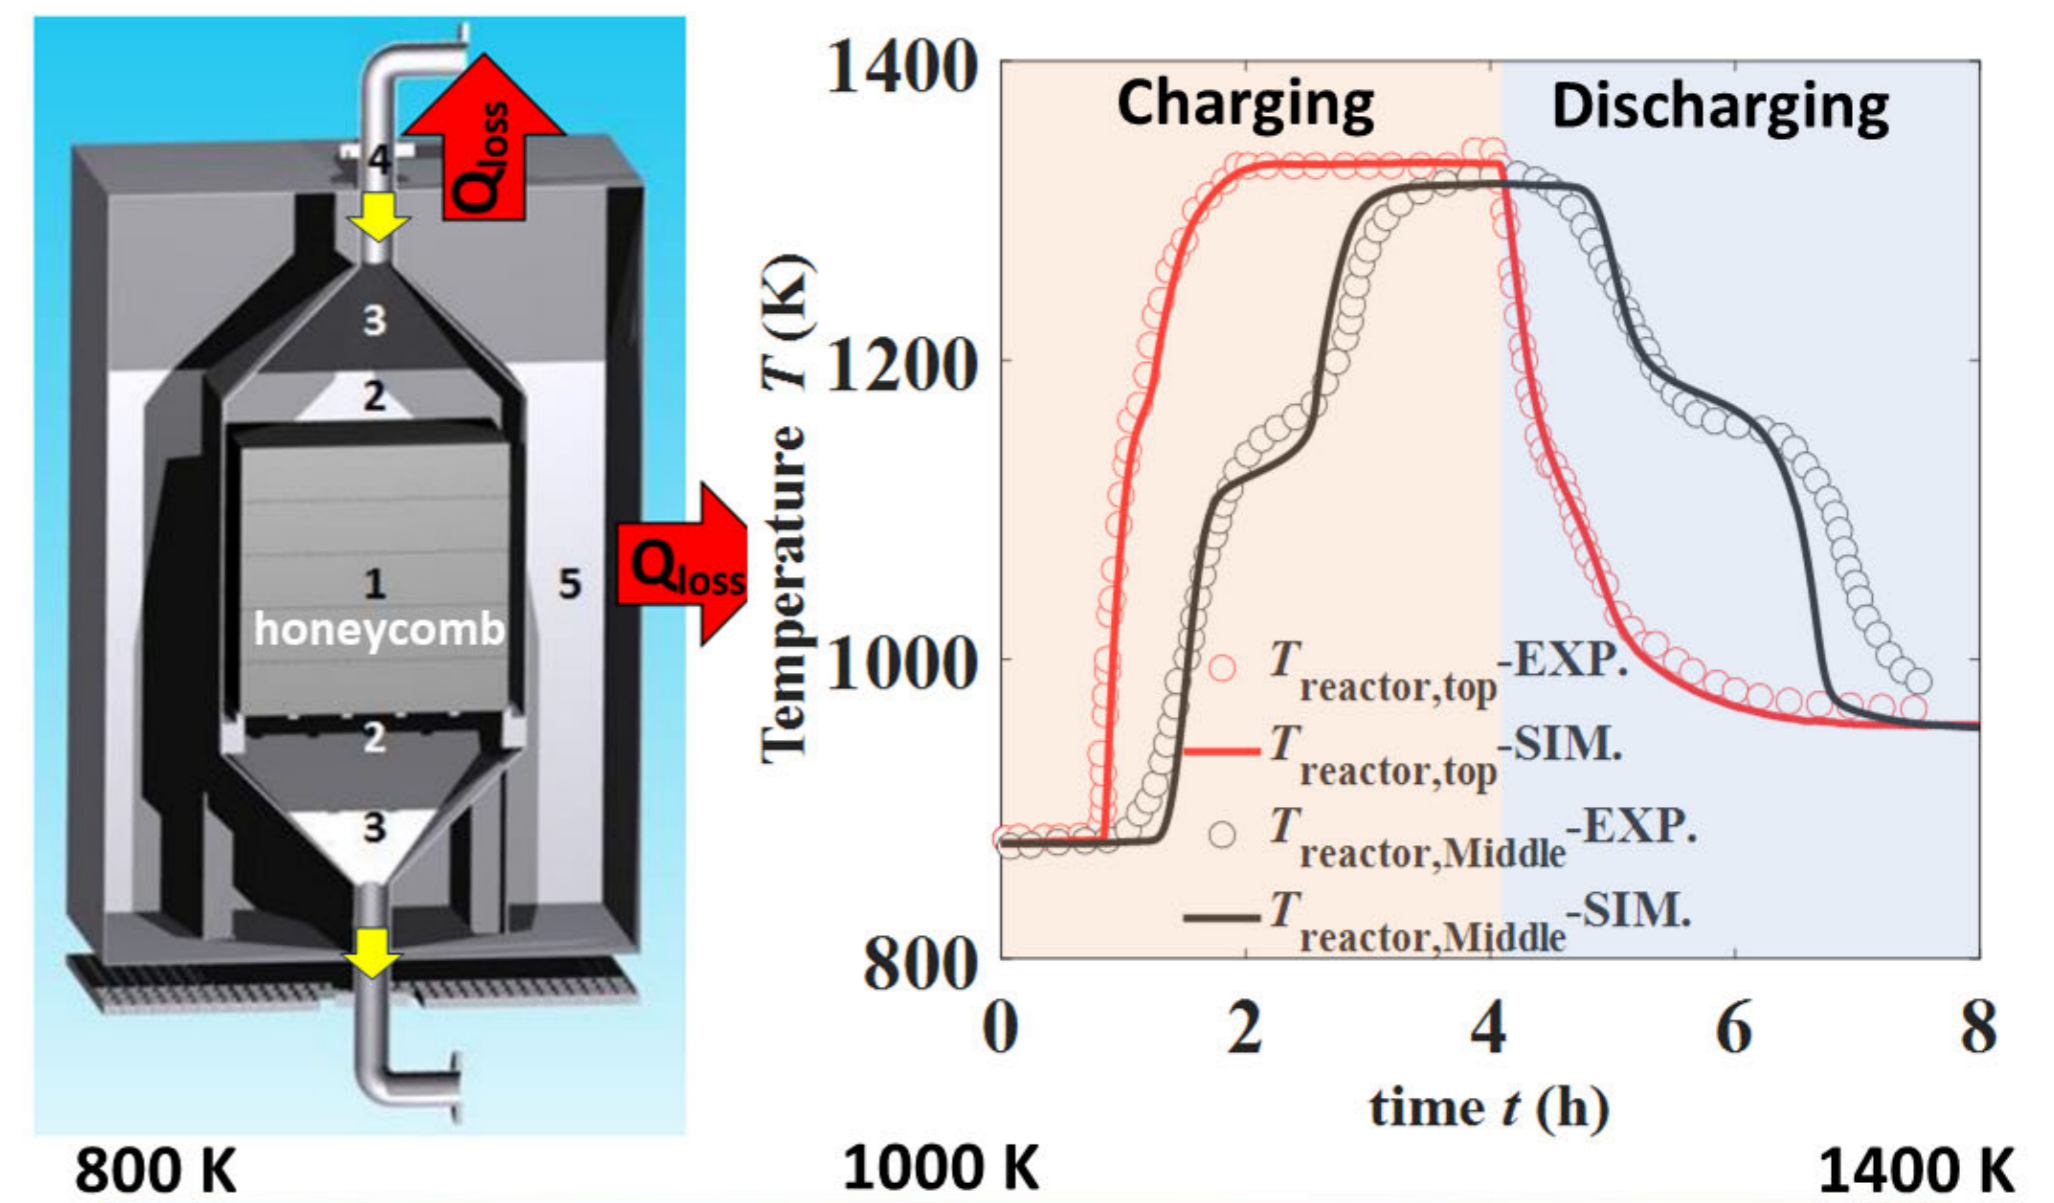 4
Qloss
3
2
1
honeycomb
5
Qloss
2
3
Charging
Discharging
1400
1200
1000
800
Temperature T (K)
Treactor,top-EXP.
Treactor,top-SIM.
Treactor,Middle-EXP.
Treactor,Middle-SIM.
0 2 4 6 8
time t (h)
800 K 1000 K 1400 K